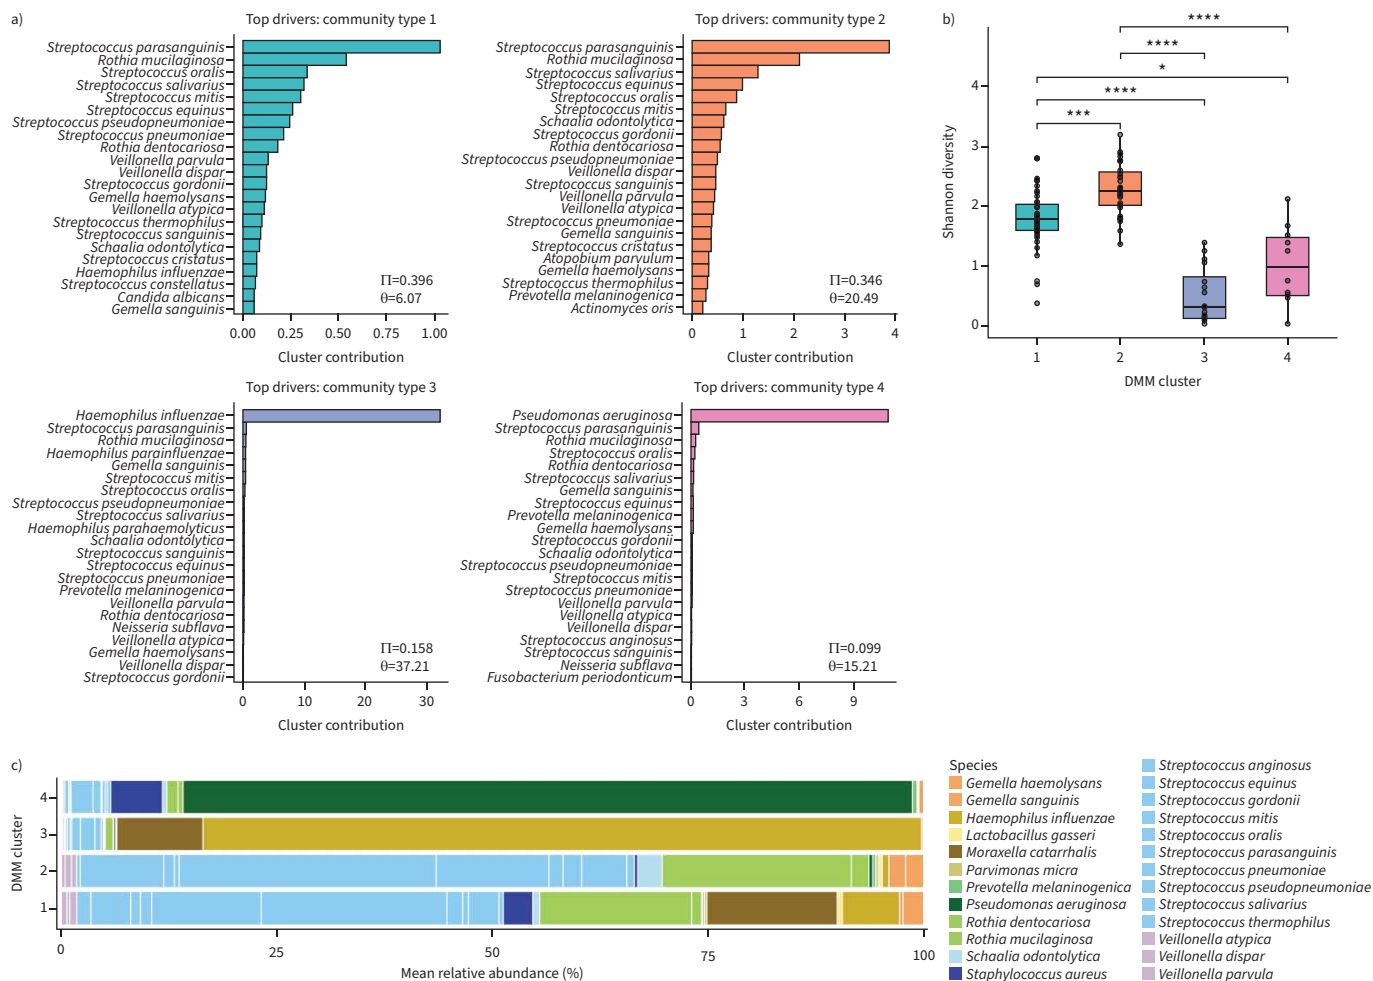 a)
Top drivers: community type 1
Streptococcus parasanguinis
Rothia mucilaginosa
Streptococcus oralis
Streptococcus salivarius
Streptococcus mitis
Streptococcus equinus
Streptococcus pseudopneumoniae
Streptococcus pneumoniae
Rothia dentocariosa
Veillonella parvula
Veillonella dispar
Streptococcus gordonii
Gemella haemolysans
Veillonella atypica
Streptococcus thermophilus
Streptococcus sanguinis
Schaalia odontolytica
Streptococcus cristatus
Haemophilus influenzae
Streptococcus constellatus
Candida albicans
Gemella sanguinis
Π=0.396
θ=6.07
0.00 0.25 0.50 0.75 1.00
Cluster contribution
Top drivers: community type 2
Streptococcus parasanguinis
Rothia mucilaginosa
Streptococcus salivarius
Streptococcus equinus
Streptococcus oralis
Streptococcus mitis
Schaalia odontolytica
Streptococcus gordonii
Rothia dentocariosa
Streptococcus pseudopneumoniae
Veillonella dispar
Streptococcus sanguinis
Veillonella parvula
Veillonella atypica
Streptococcus pneumoniae
Gemella sanguinis
Streptococcus cristatus
Atopobium parvulum
Gemella haemolysans
Streptococcus thermophilus
Prevotella melaninogenica
Actinomyces oris
Π=0.346
θ=20.49
0 1 2 3 4
Cluster contribution
b)
****
****
*
****
***
Shannon diversity
4
3
2
1
0
1 2 3 4
DMM cluster
Top drivers: community type 3
Haemophilus influenzae
Streptococcus parasanguinis
Rothia mucilaginosa
Haemophilus parainfluenzae
Gemella sanguinis
Streptococcus mitis
Streptococcus oralis
Streptococcus pseudopneumoniae
Streptococcus salivarius
Haemophilus parahaemolyticus
Schaalia odontolytica
Streptococcus sanguinis
Streptococcus equinus
Streptococcus pneumoniae
Prevotella melaninogenica
Veillonella parvula
Rothia dentocariosa
Neisseria subflava
Veillonella atypica
Gemella haemolysans
Veillonella dispar
Streptococcus gordonii
Π=0.158
θ=37.21
0 10 20 30
Cluster contribution
Top drivers: community type 4
Pseudomonas aeruginosa
Streptococcus parasanguinis
Rothia mucilaginosa
Streptococcus oralis
Rothia dentocariosa
Streptococcus salivarius
Gemella sanguinis
Streptococcus equinus
Prevotella melaninogenica
Gemella haemolysans
Streptococcus gordonii
Schaalia odontolytica
Streptococcus pseudopneumoniae
Streptococcus mitis
Streptococcus pneumoniae
Veillonella parvula
Veillonella atypica
Veillonella dispar
Streptococcus anginosus
Streptococcus sanguinis
Neisseria subflava
Fusobacterium periodonticum
Π=0.099
θ=15.21
0 3 6 9
Cluster contribution
c)
DMM cluster
4
3
2
1
0 25 50 75 100
Mean relative abundance (%)
Species
Gemella haemolysans
Gemella sanguinis
Haemophilus influenzae
Lactobacillus gasseri
Moraxella catarrhalis
Parvimonas micra
Prevotella melaninogenica
Pseudomonas aeruginosa
Rothia dentocariosa
Rothia mucilaginosa
Schaalia odontolytica
Staphylococcus aureus
Streptococcus anginosus
Streptococcus equinus
Streptococcus gordonii
Streptococcus mitis
Streptococcus oralis
Streptococcus parasanguinis
Streptococcus pneumoniae
Streptococcus pseudopneumoniae
Streptococcus salivarius
Streptococcus thermophilus
Veillonella atypica
Veillonella dispar
Veillonella parvula